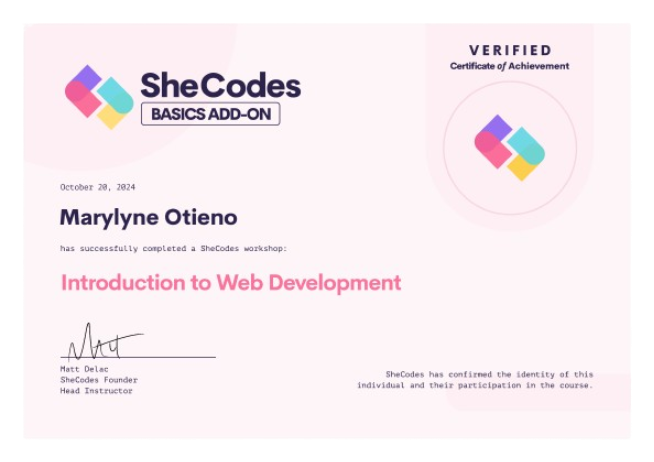 SheCodes
BASICS ADD-ON
VERIFIED
Certificate of Achievement
October 20, 2024
Marylyne Otieno
has successfully completed a SheCodes workshop:
Introduction to Web Development
Matt
Matt Delac
SheCodes Founder
Head Instructor
SheCodes has confirmed the identity of this
individual and their participation in the course.